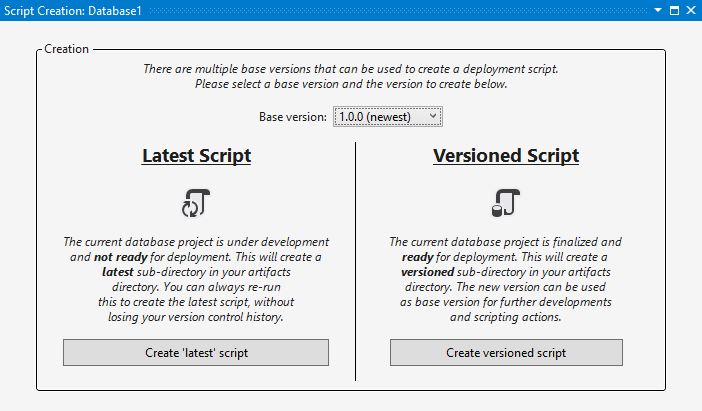 Script Creation: Database1
Creation
There are multiple base versions that can be used to create a deployment script.
Please select a base version and the version to create below.
Base version: 1.0.0 (newest)
Latest Script
The current database project is under development
and not ready for deployment. This will create a
latest sub-directory in your artifacts
directory. You can always re-run
this to create the latest script, without
losing your version control history.
Create 'latest' script
Versioned Script
The current database project is finalized and
ready for deployment. This will create a
versioned sub-directory in your artifacts
directory. The new version can be used
as base version for further developments
and scripting actions.
Create versioned script